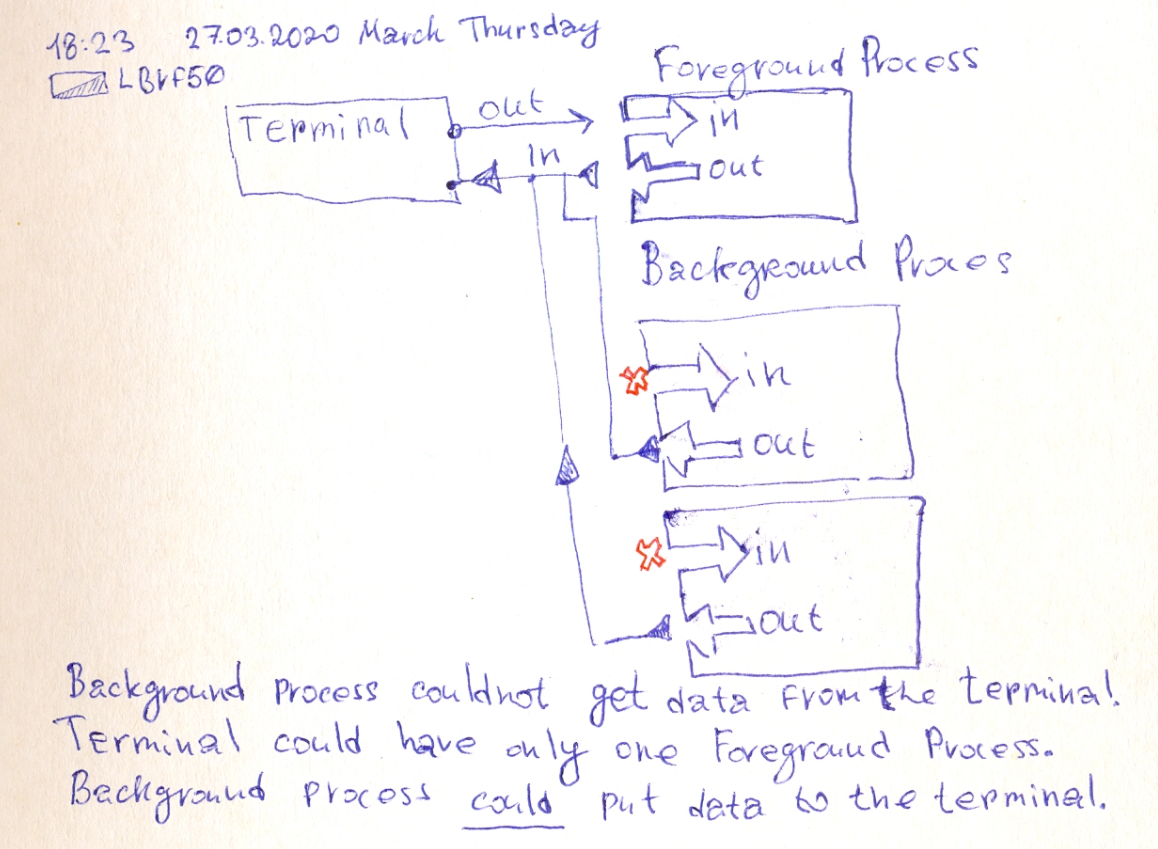 18:23 27.03.2020 March Thursday
LBrf50
Foreground Process
Terminal
out
in
In
out
Background Proces
in
out
in
out
Background process couldnot get data from the terminal.
Terminal could have only one Foreground Process.
Background process could put data to the terminal.